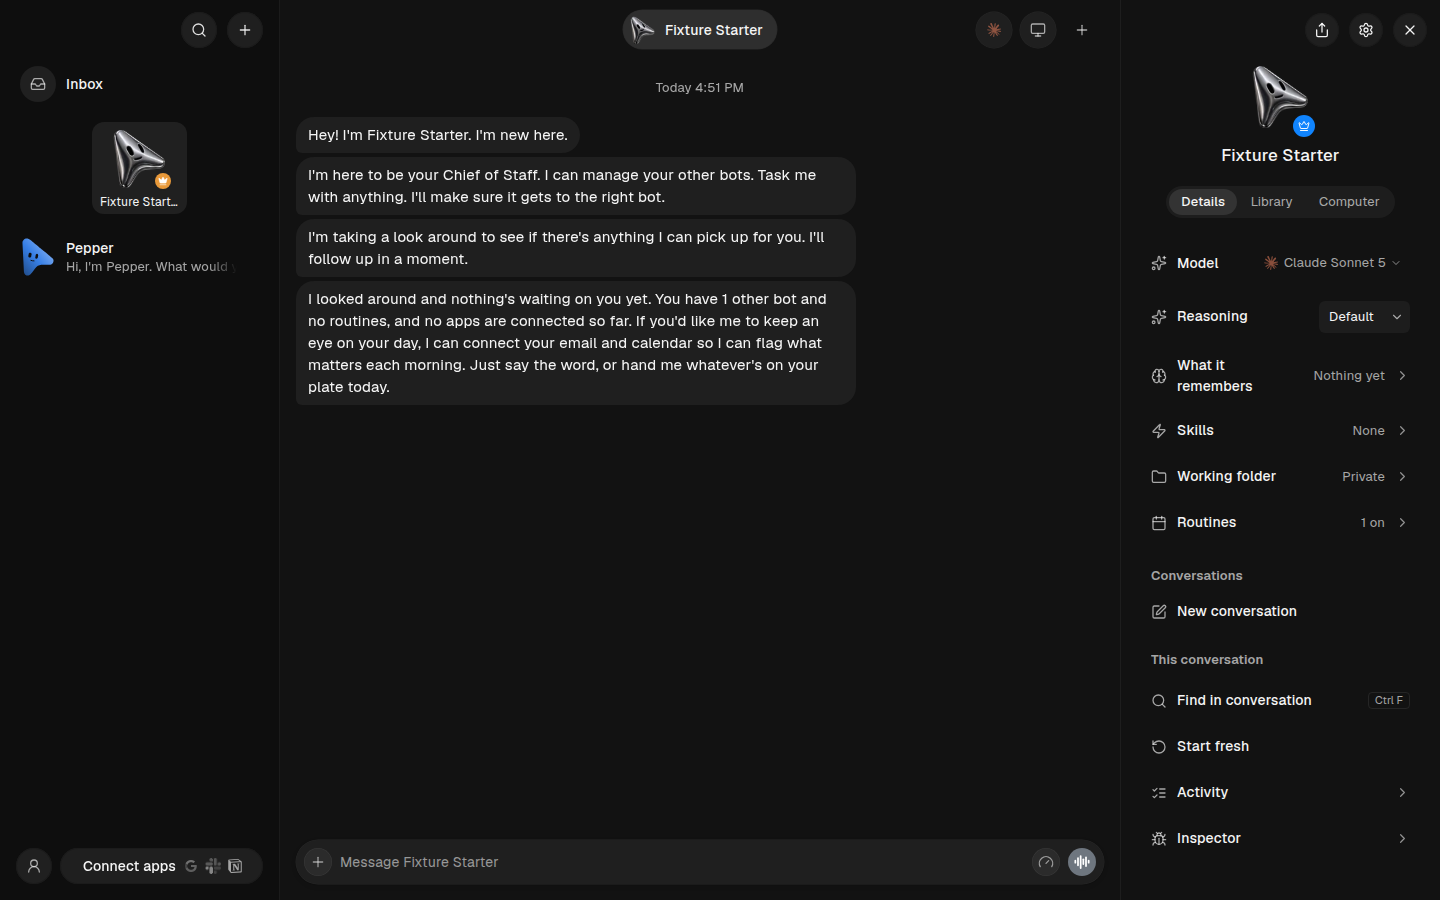 Fixture Starter
Inbox
Today 4:51 PM
Hey! I'm Fixture Starter. I'm new here.
Fixture Start...
I'm here to be your Chief of Staff. I can manage your other bots. Task me
with anything. I'll make sure it gets to the right bot.
Pepper
Hi, I'm Pepper. What would
I'm taking a look around to see if there's anything I can pick up for you. I'll
follow up in a moment.
I looked around and nothing's waiting on you yet. You have 1 other bot and
no routines, and no apps are connected so far. If you'd like me to keep an
eye on your day, I can connect your email and calendar so I can flag what
matters each morning. Just say the word, or hand me whatever's on your
plate today.
Connect apps
Message Fixture Starter
Fixture Starter
Details Library Computer
Model Claude Sonnet 5
Reasoning Default
What it
remembers Nothing yet
Skills None
Working folder Private
Routines 1 on
Conversations
New conversation
This conversation
Find in conversation Ctrl F
Start fresh
Activity
Inspector